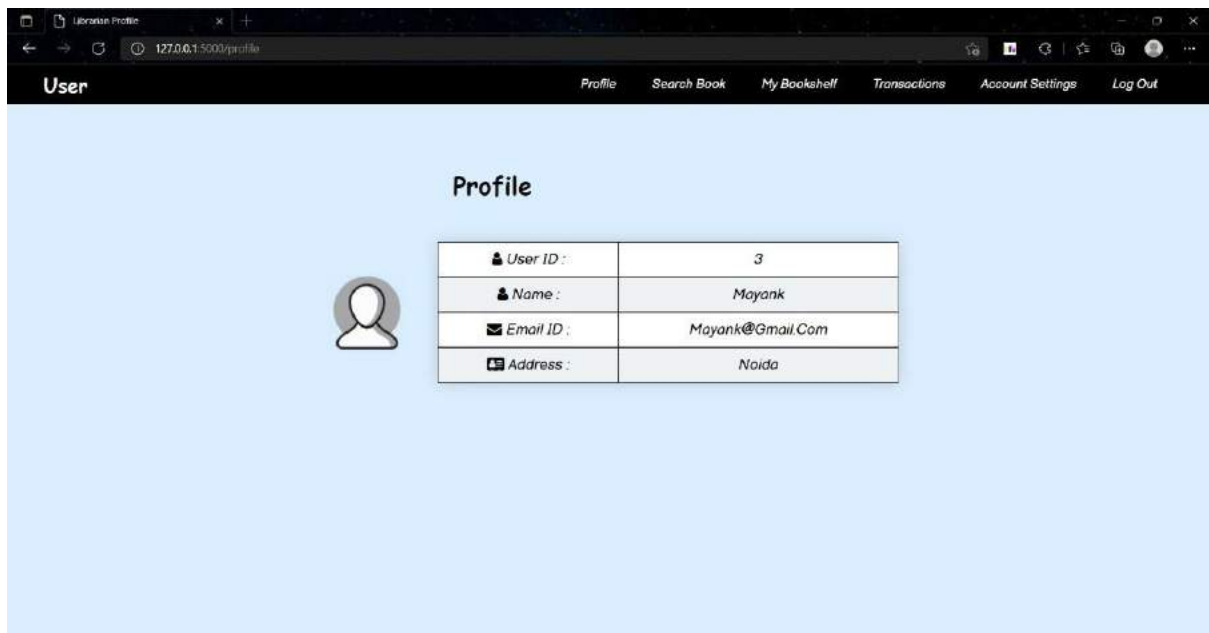 Librarian Profile
127.0.0.1:5000/profile
User Profile Search Book My Bookshelf Transactions Account Settings Log Out
Profile
User ID : 3
Name : Mayank
Email ID : Mayank@Gmail.Com
Address : Noida